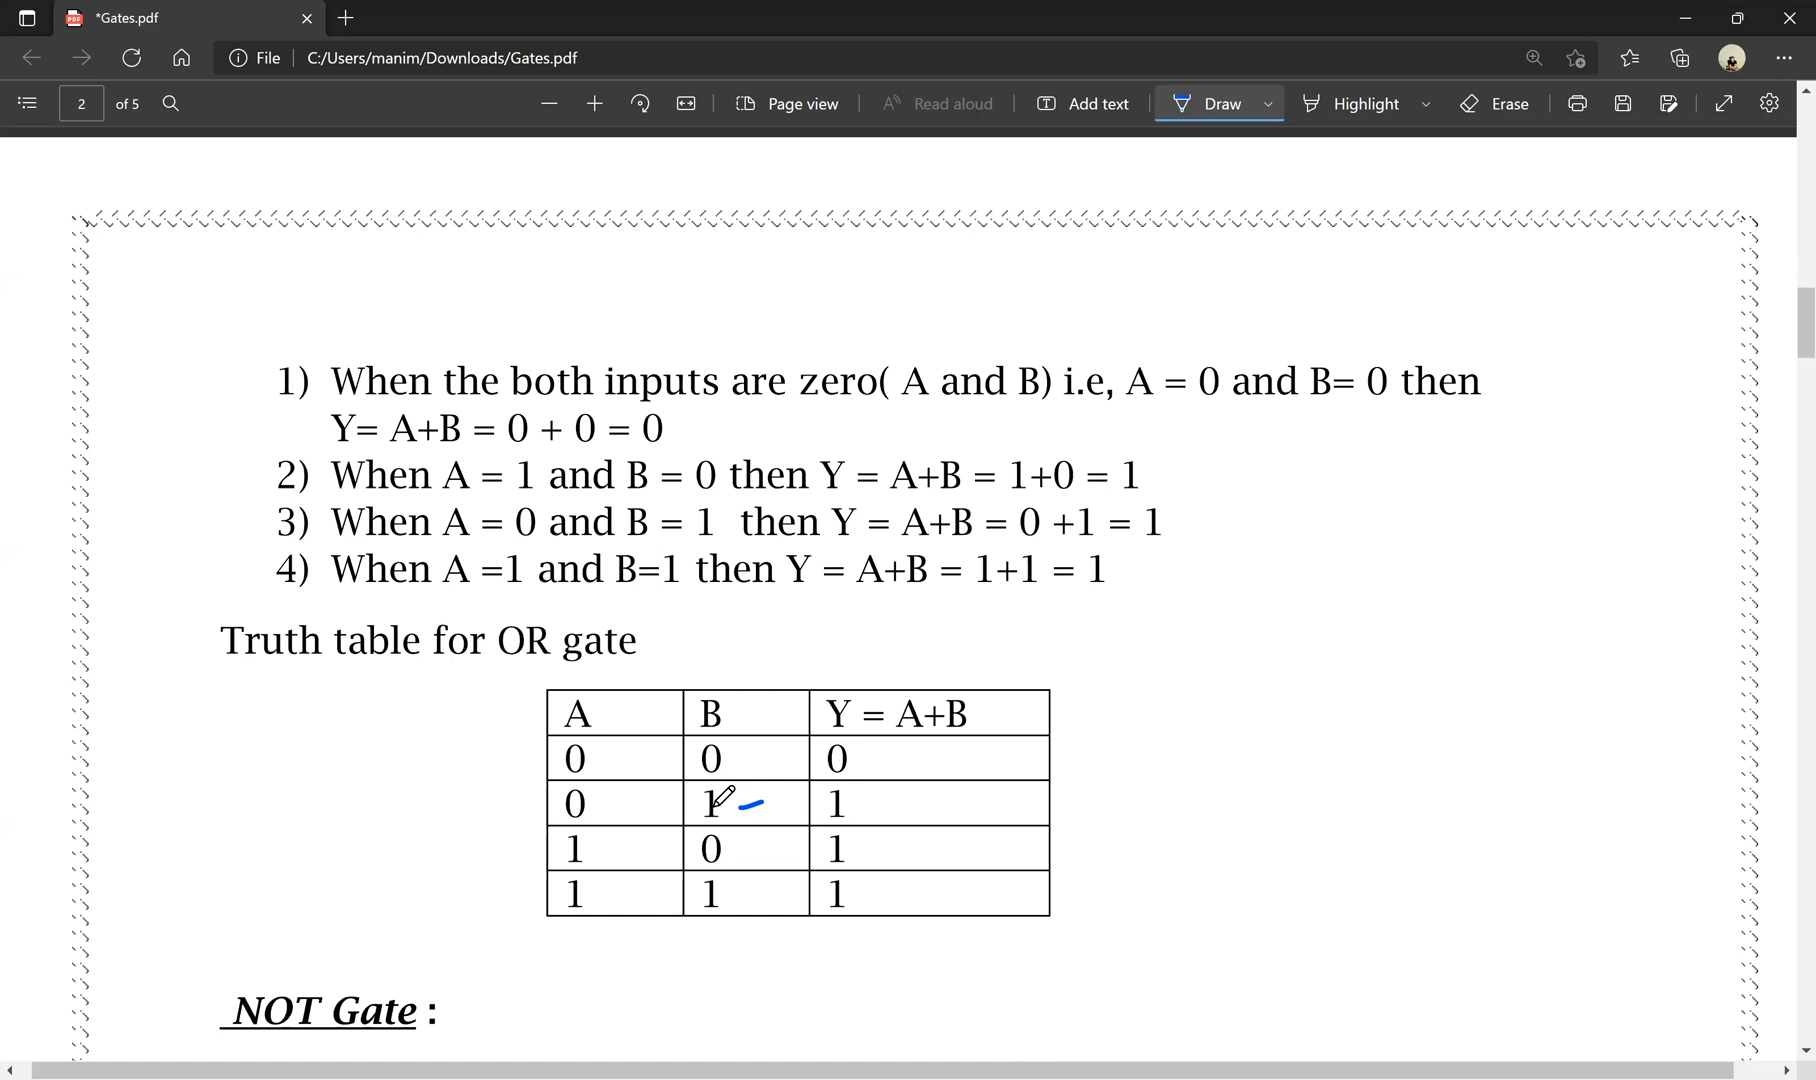 *Gates.pdf
File C:/Users/manim/Downloads/Gates.pdf
2 of 5 Page view Read aloud Add text Draw Highlight Erase
1) When the both inputs are zero( A and B) i.e, A = 0 and B= 0 then
Y= A+B = 0 + 0 = 0
2) When A = 1 and B = 0 then Y = A+B = 1+0 = 1
3) When A = 0 and B = 1 then Y = A+B = 0 +1 = 1
4) When A =1 and B=1 then Y = A+B = 1+1 = 1
Truth table for OR gate
A B Y = A+B
0 0 0
0 1 1
1 0 1
1 1 1
NOT Gate :